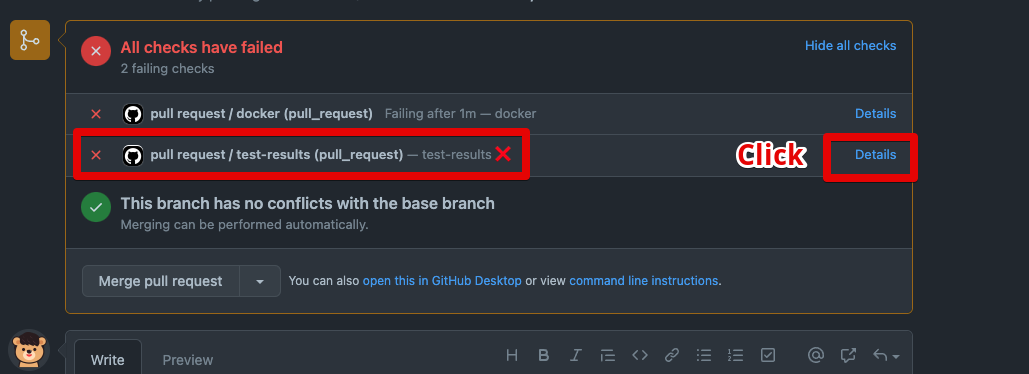 All checks have failed
Hide all checks
2 failing checks
pull request / docker (pull_request) Failing after 1m — docker Details
pull request / test-results (pull_request) — test-results ❌ Click Details
This branch has no conflicts with the base branch
Merging can be performed automatically.
Merge pull request You can also open this in GitHub Desktop or view command line instructions.
Write Preview H B I